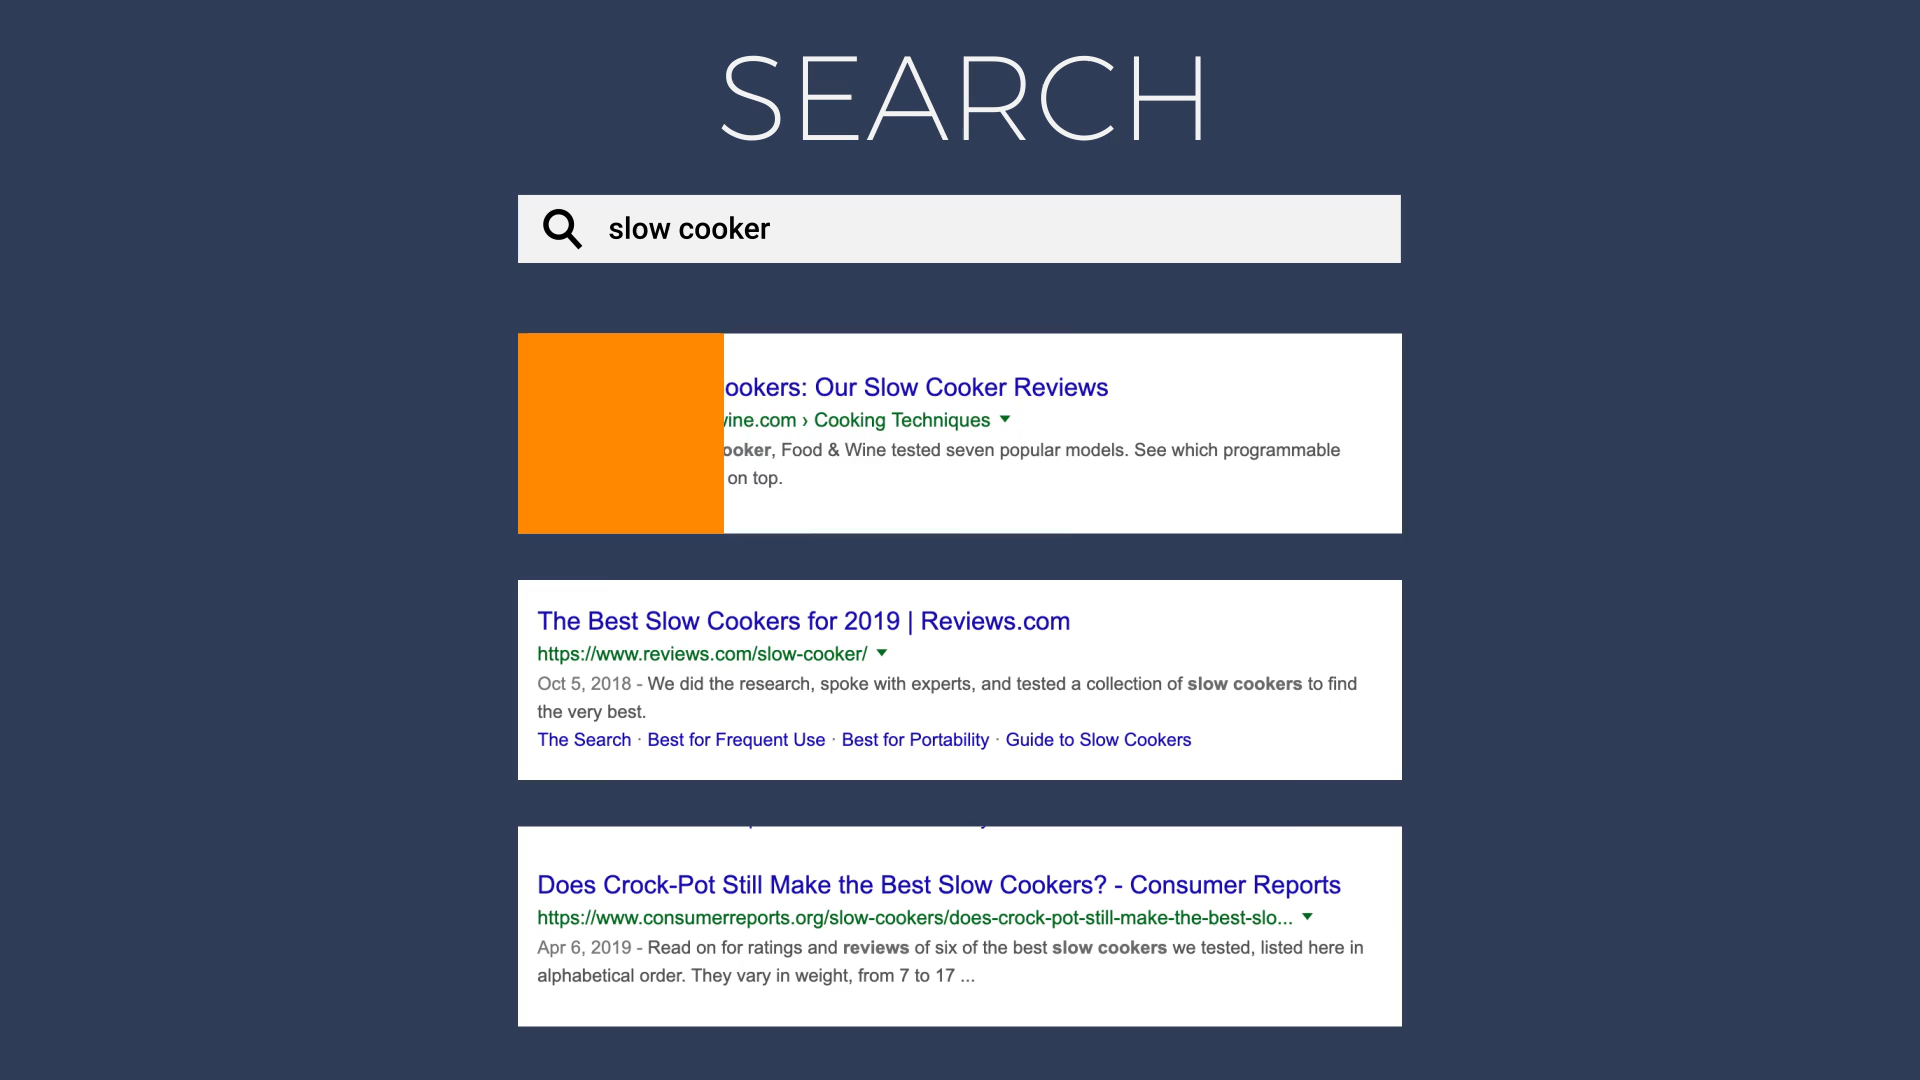 SEARCH
slow cooker
ookers: Our Slow Cooker Reviews
ine.com › Cooking Techniques
ooker, Food & Wine tested seven popular models. See which programmable
on top.
The Best Slow Cookers for 2019 | Reviews.com
https://www.reviews.com/slow-cooker/
Oct 5, 2018 - We did the research, spoke with experts, and tested a collection of slow cookers to find
the very best.
The Search · Best for Frequent Use · Best for Portability · Guide to Slow Cookers
Does Crock-Pot Still Make the Best Slow Cookers? - Consumer Reports
https://www.consumerreports.org/slow-cookers/does-crock-pot-still-make-the-best-slo...
Apr 6, 2019 - Read on for ratings and reviews of six of the best slow cookers we tested, listed here in
alphabetical order. They vary in weight, from 7 to 17 ...